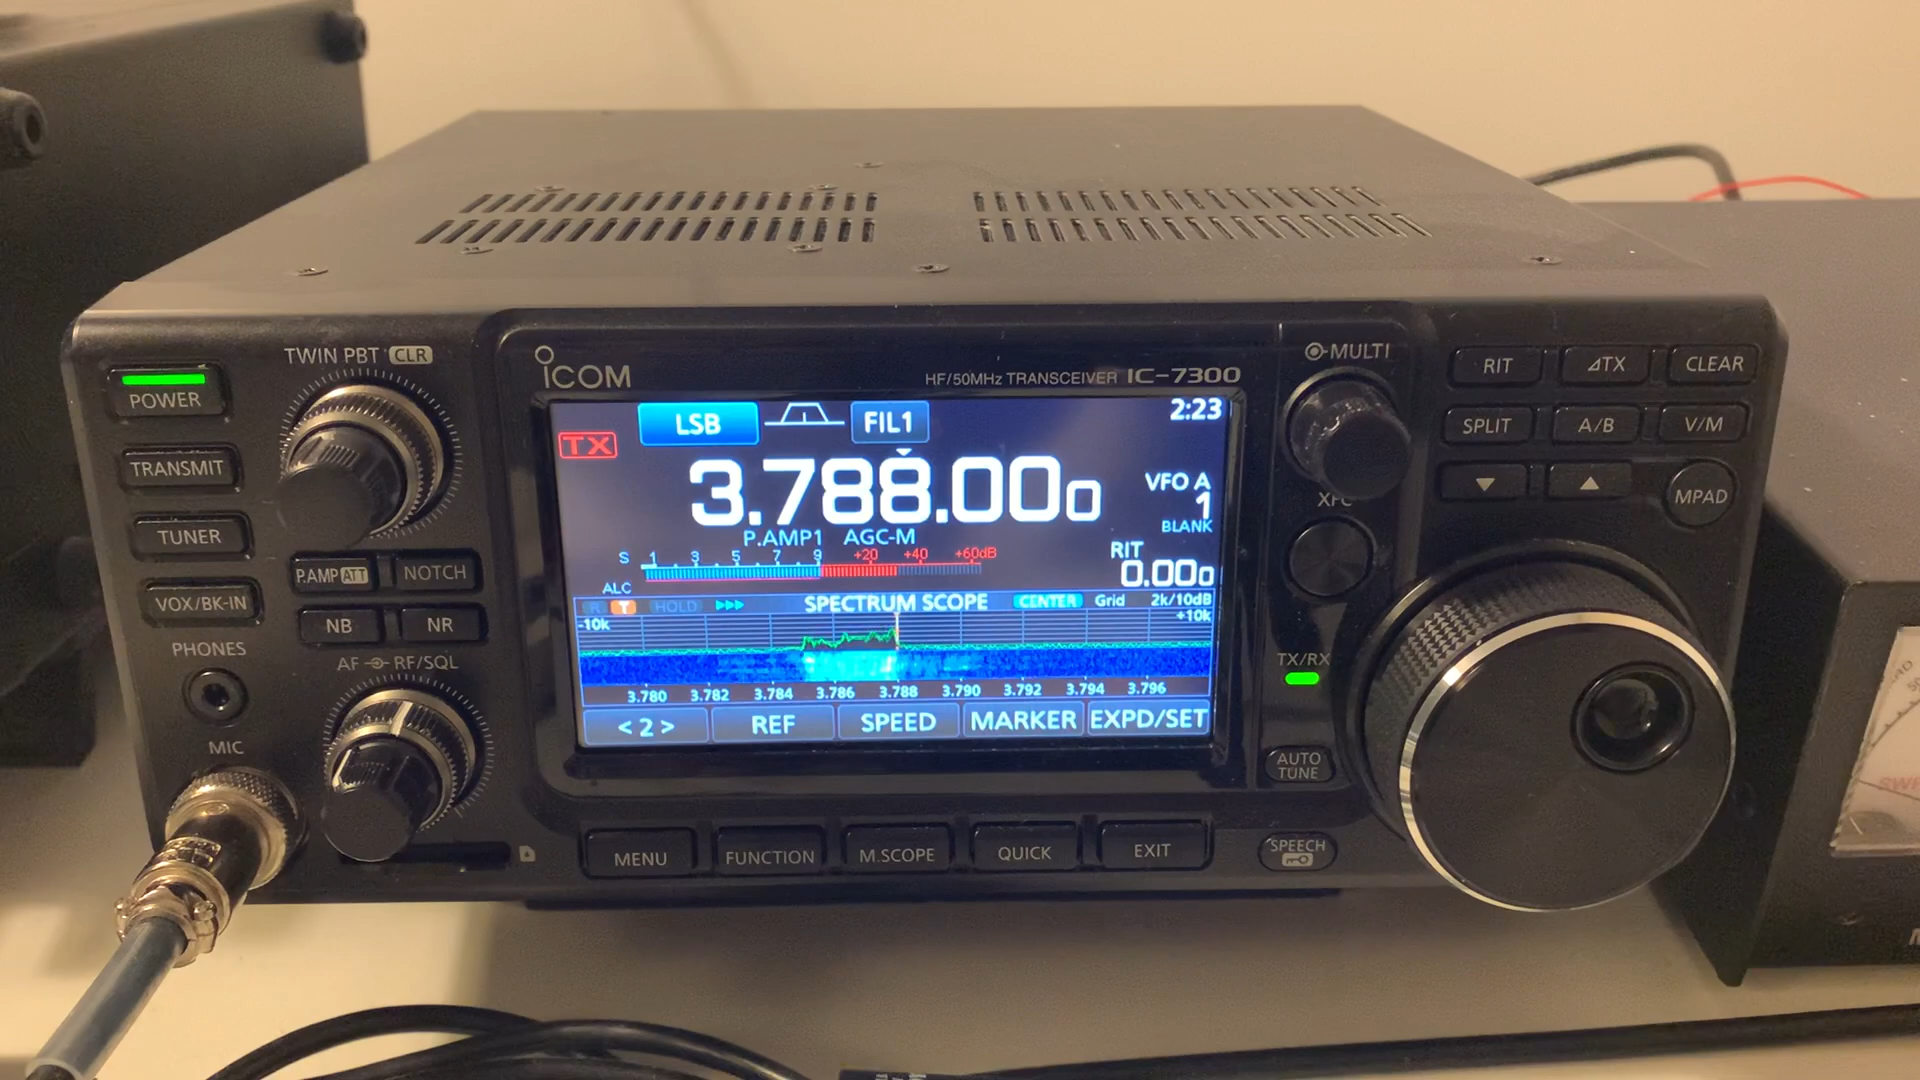 TWIN PBT CLR
POWER
TRANSMIT
TUNER
VOX/BK-IN
P.AMP ATT
NOTCH
NB
NR
PHONES
AF RF/SQL
MIC
ICOM
HF/50MHz TRANSCEIVER IC-7300
LSB
FIL1
2:23
TX
3.788.000
VFO A
1
BLANK
P.AMP1 AGC-M
S 1 3 5 7 9 +20 +40 +60dB
RIT
0.000
ALC
R T HOLD SPECTRUM SCOPE CENTER Grid 2k/10dB
-10k +10k
3.780 3.782 3.784 3.786 3.788 3.790 3.792 3.794 3.796
< 2 > REF SPEED MARKER EXPD/SET
MENU FUNCTION M.SCOPE QUICK EXIT
MULTI
XFC
TX/RX
AUTO
TUNE
SPEECH
RIT ⊿TX CLEAR
SPLIT A/B V/M
MPAD
SWR